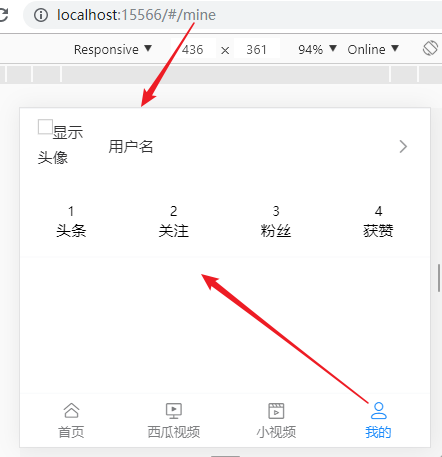 localhost:15566/#/mine
Responsive ▼ 436 x 361 94% ▼ Online ▼
显示
头像
用户名
1 2 3 4
头条 关注 粉丝 获赞
首页 西瓜视频 小视频 我的